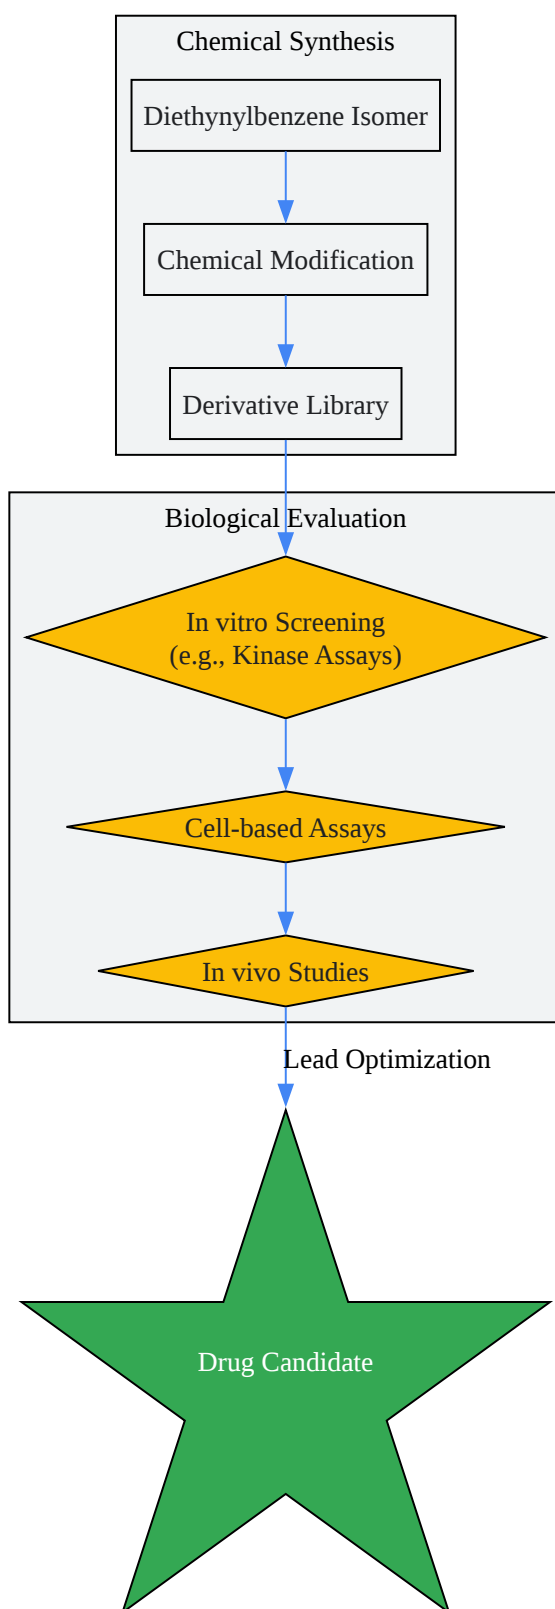 Chemical Synthesis
Diethynylbenzene Isomer
Chemical Modification
Derivative Library
Biological Evaluation
In vitro Screening
(e.g., Kinase Assays)
Cell-based Assays
In vivo Studies
Lead Optimization
Drug Candidate